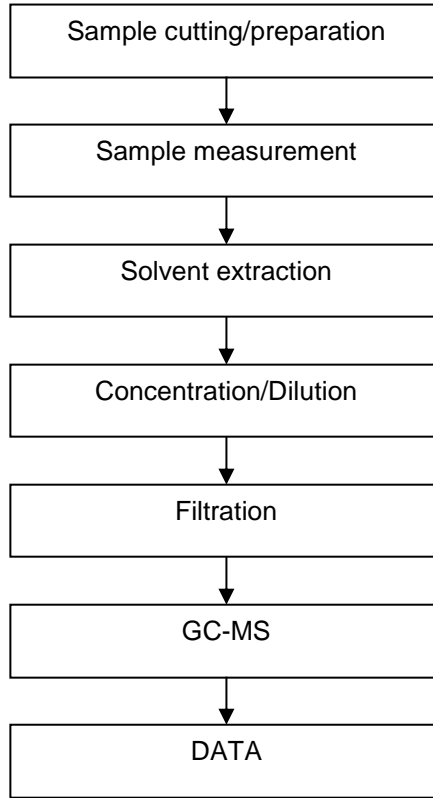 Sample cutting/preparation
Sample measurement
Solvent extraction
Concentration/Dilution
Filtration
GC-MS
DATA